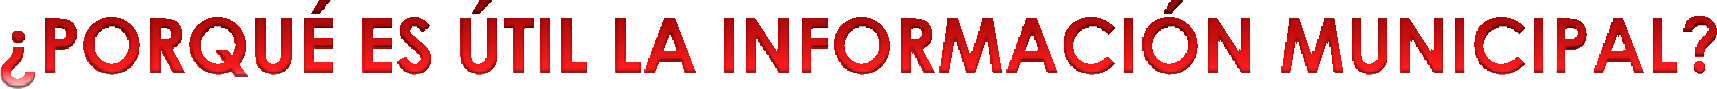 ¿PORQUÉ ES ÚTIL LA INFORMACIÓN MUNICIPAL?